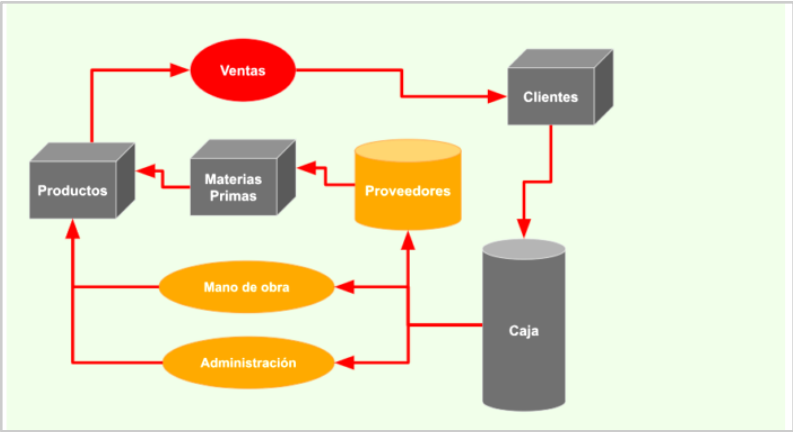 Ventas
Clientes
Productos
Materias
Primas
Proveedores
Mano de obra
Caja
Administración